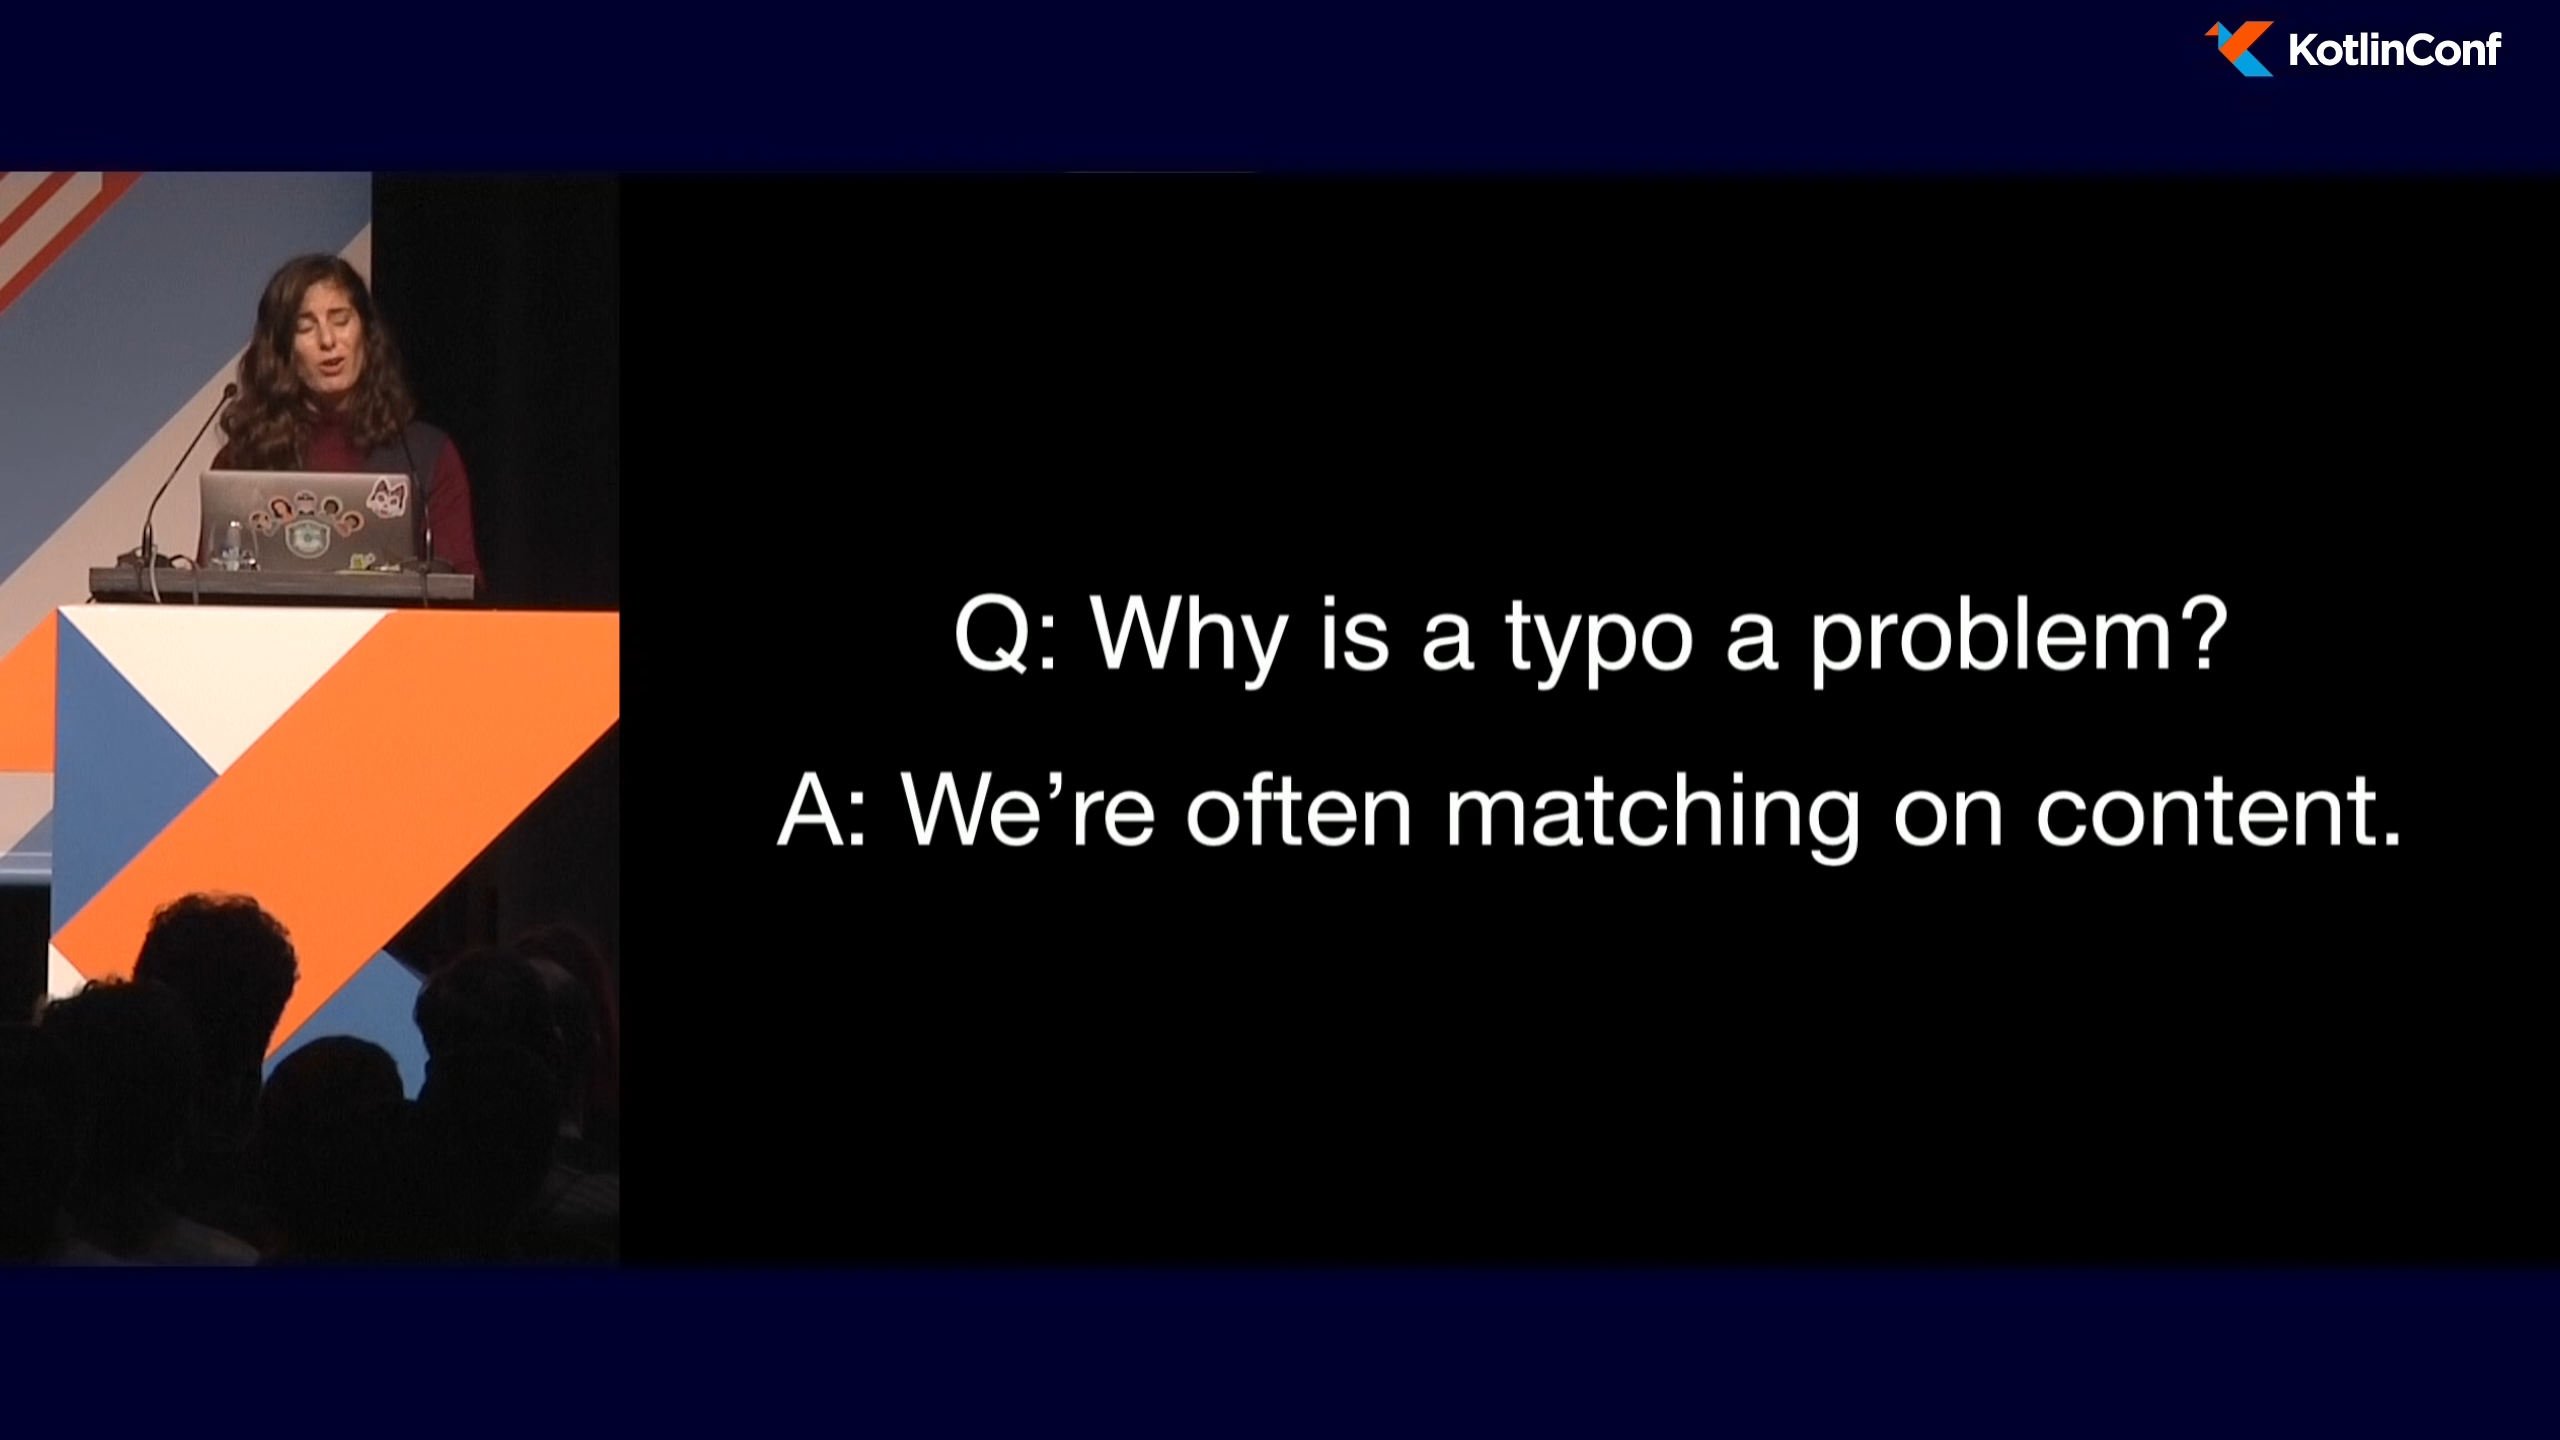 KotlinConf
Q: Why is a typo a problem?
A: We’re often matching on content.